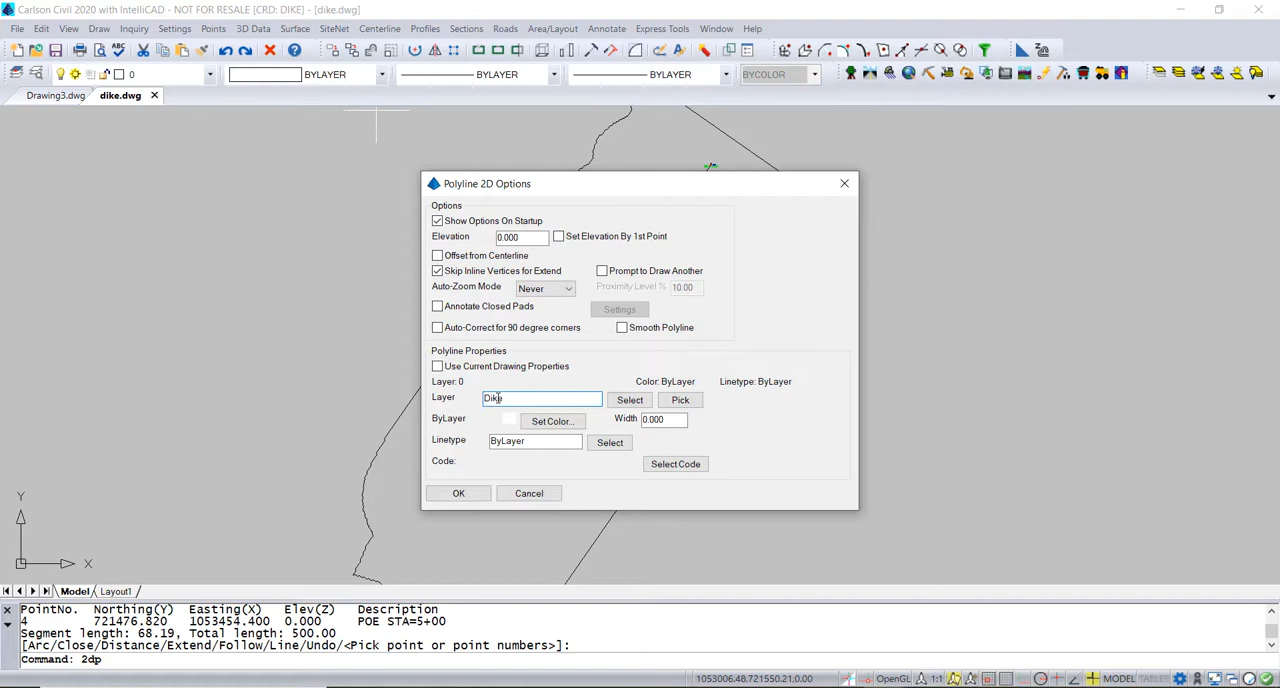 Carlson Civil 2020 with IntelliCAD - NOT FOR RESALE [CRD: DIKE] - [dike.dwg]
File Edit View Draw Inquiry Settings Points 3D Data Surface SiteNet Centerline Profiles Sections Roads Area/Layout Annotate Express Tools Window Help
0 BYLAYER BYLAYER BYLAYER BYCOLOR
Drawing3.dwg dike.dwg
Polyline 2D Options
Options
Show Options On Startup
Elevation 0.000 Set Elevation By 1st Point
Offset from Centerline
Skip Inline Vertices for Extend Prompt to Draw Another
Auto-Zoom Mode Never Proximity Level % 10.00
Annotate Closed Pads Settings
Auto-Correct for 90 degree corners Smooth Polyline
Polyline Properties
Use Current Drawing Properties
Layer: 0 Color: ByLayer Linetype: ByLayer
Layer Dike Select Pick
ByLayer Set Color... Width 0.000
Linetype ByLayer Select
Code: Select Code
OK Cancel
Y
X
Model Layout1
PointNo. Northing(Y) Easting(X) Elev(Z) Description
4 721476.820 1053454.400 0.000 POE STA=5+00
Segment length: 68.19, Total length: 500.00
[Arc/Close/Distance/Extend/Follow/Line/Undo/<Pick point or point numbers>]:
Command: 2dp
1053006.48,721550.21,0.00 OpenGL 1:1 MODEL TABLET